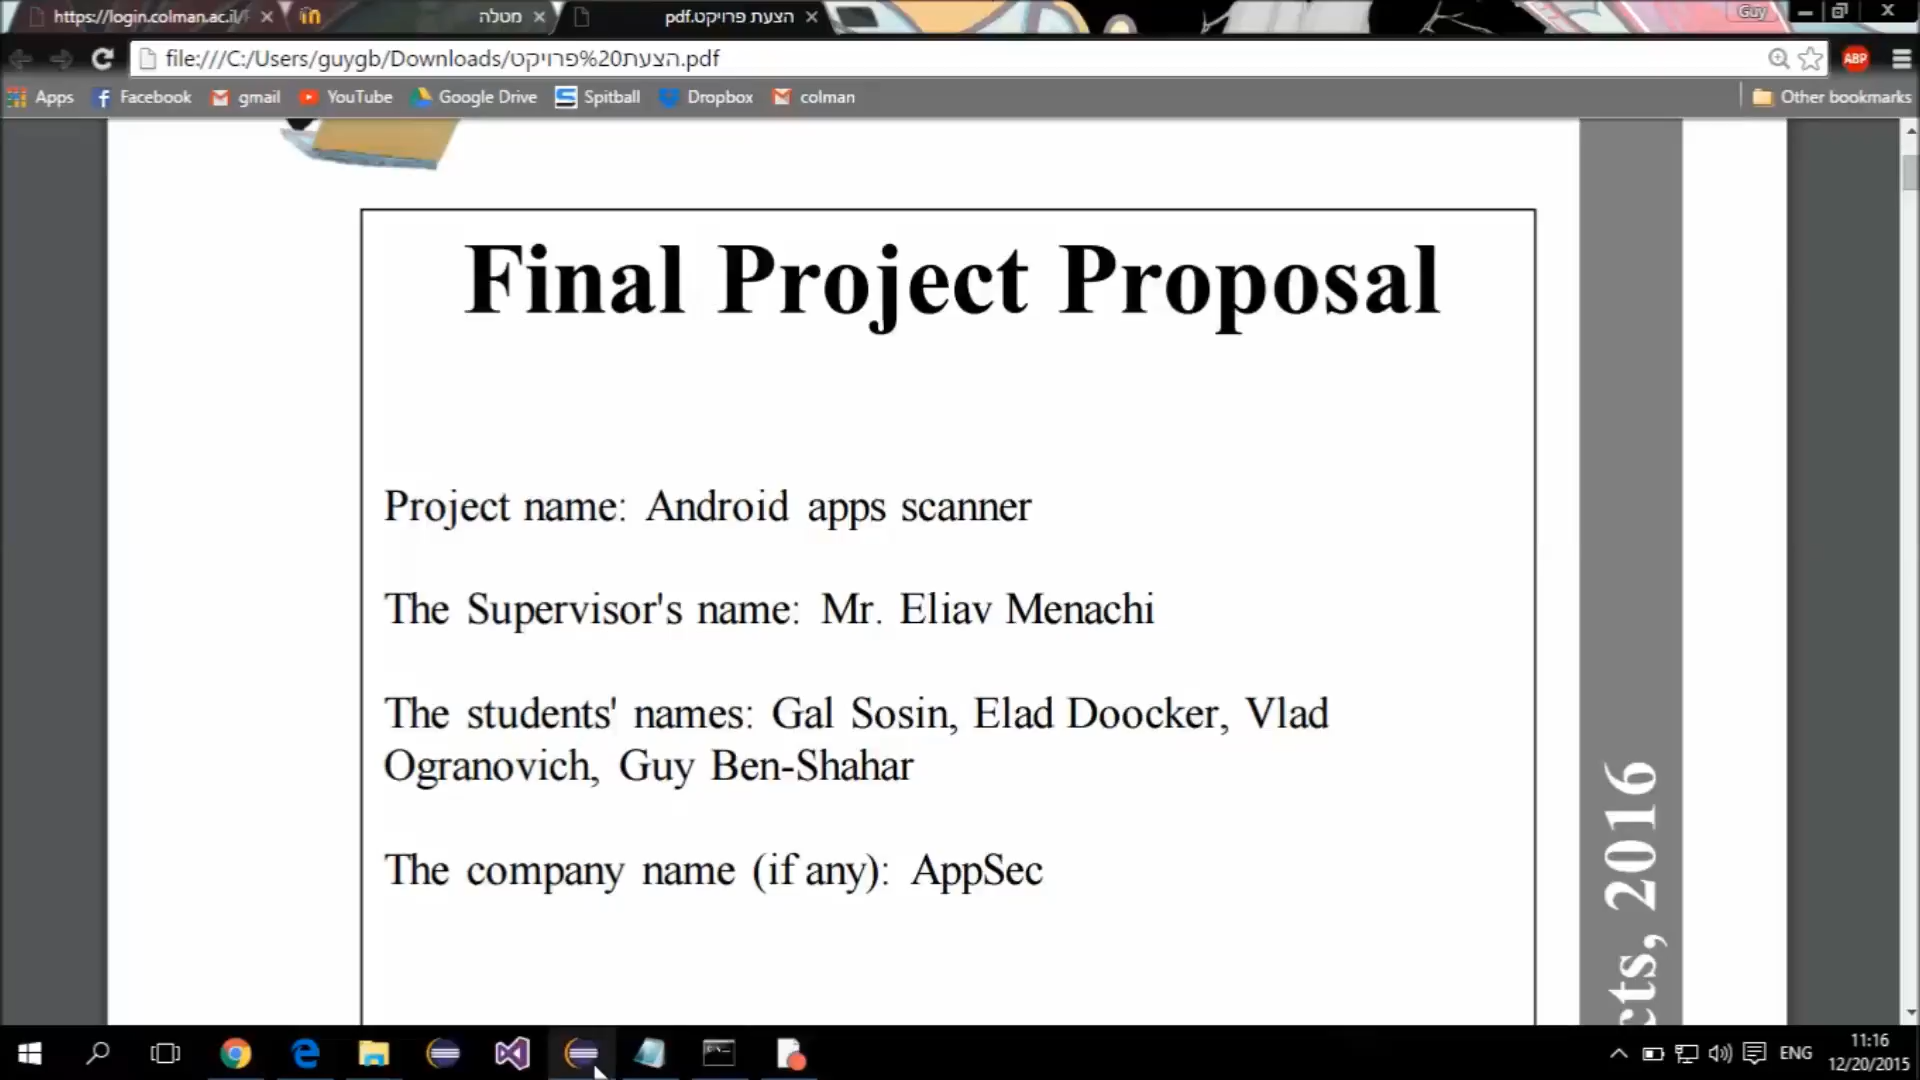 https://login.colman.ac.il/
מטלה
הצעת פרויקט.pdf
Guy
file:///C:/Users/guygb/Downloads/הצעת%20פרויקט.pdf
ABP
Apps
Facebook
gmail
YouTube
Google Drive
Spitball
Dropbox
colman
Other bookmarks
Final Project Proposal
Project name: Android apps scanner
The Supervisor's name: Mr. Eliav Menachi
The students' names: Gal Sosin, Elad Doocker, Vlad
Ogranovich, Guy Ben-Shahar
The company name (if any): AppSec
cts, 2016
ENG
11:16
12/20/2015